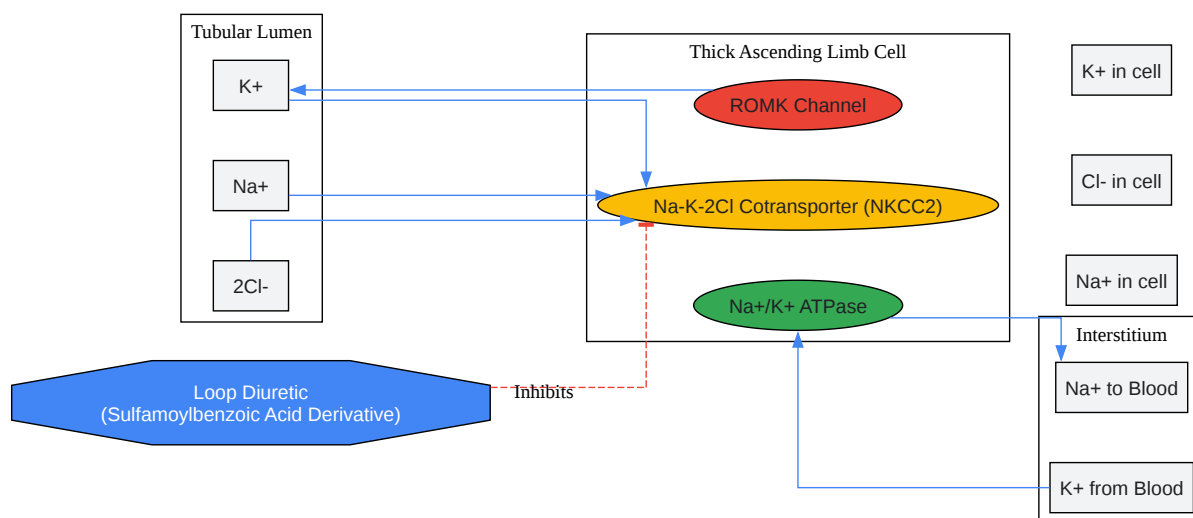 Tubular Lumen
K+
Na+
2Cl-
Thick Ascending Limb Cell
ROMK Channel
Na-K-2Cl Cotransporter (NKCC2)
Na+/K+ ATPase
K+ in cell
Cl- in cell
Na+ in cell
Interstitium
Na+ to Blood
K+ from Blood
Loop Diuretic
(Sulfamoylbenzoic Acid Derivative)
Inhibits